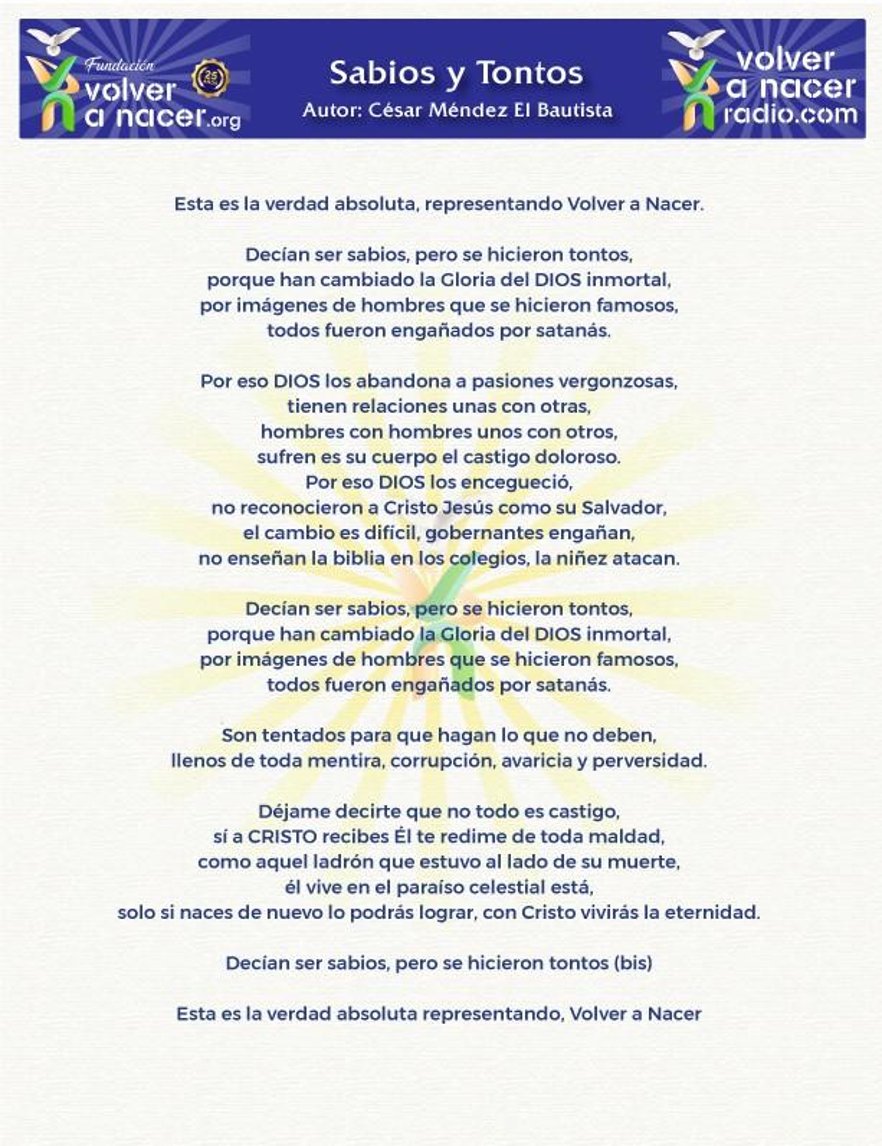 Fundación
volver
a nacer.org
25
Sabios y Tontos
Autor: César Méndez El Bautista
volver
a nacer
radio.com
Esta es la verdad absoluta, representando Volver a Nacer.
Decían ser sabios, pero se hicieron tontos,
porque han cambiado la Gloria del DIOS inmortal,
por imágenes de hombres que se hicieron famosos,
todos fueron engañados por satanás.
Por eso DIOS los abandona a pasiones vergonzosas,
tienen relaciones unas con otras,
hombres con hombres unos con otros,
sufren es su cuerpo el castigo doloroso.
Por eso DIOS los encegueció,
no reconocieron a Cristo Jesús como su Salvador,
el cambio es difícil, gobernantes engañan,
no enseñan la biblia en los colegios, la niñez atacan.
Decían ser sabios, pero se hicieron tontos,
porque han cambiado la Gloria del DIOS inmortal,
por imágenes de hombres que se hicieron famosos,
todos fueron engañados por satanás.
Son tentados para que hagan lo que no deben,
llenos de toda mentira, corrupción, avaricia y perversidad.
Déjame decirte que no todo es castigo,
sí a CRISTO recibes Él te redime de toda maldad,
como aquel ladrón que estuvo al lado de su muerte,
él vive en el paraíso celestial está,
solo si naces de nuevo lo podrás lograr, con Cristo vivirás la eternidad.
Decían ser sabios, pero se hicieron tontos (bis)
Esta es la verdad absoluta representando, Volver a Nacer